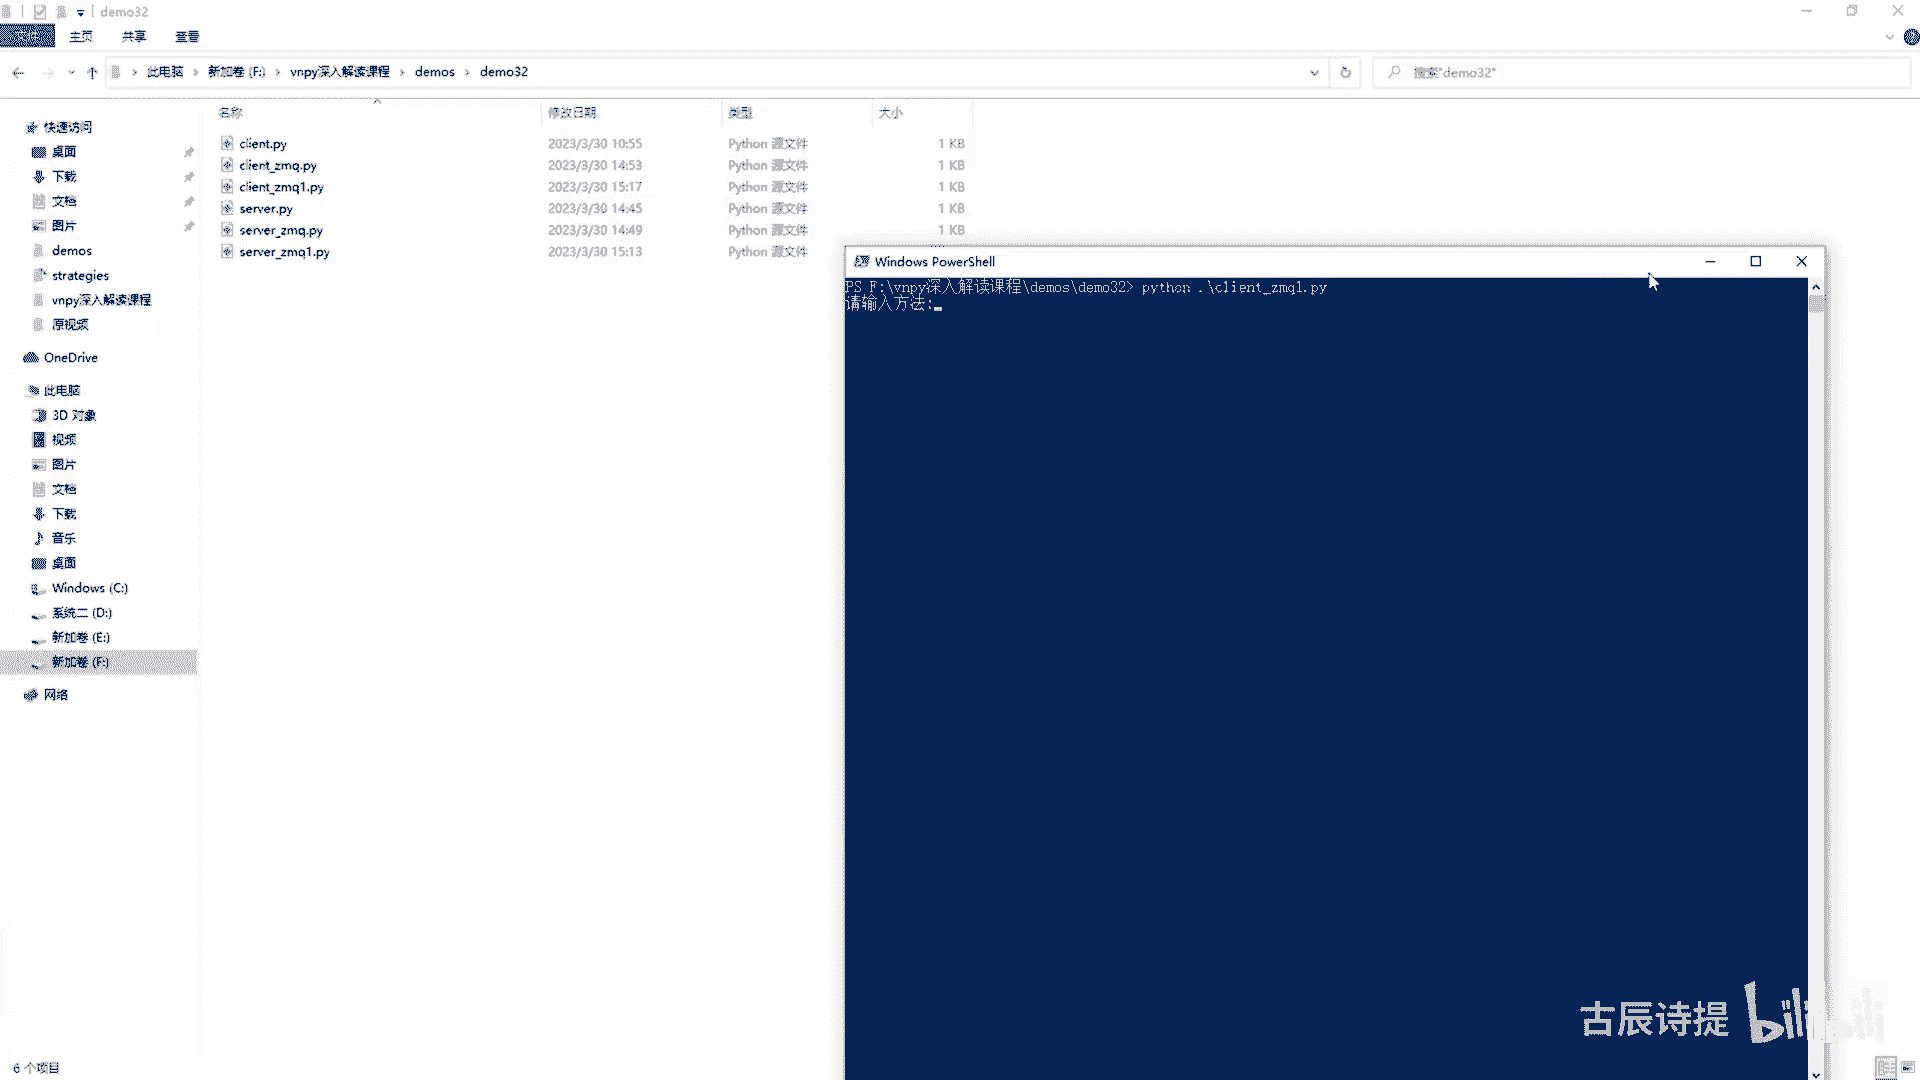 demo32
文件 主页 共享 查看
此电脑 新加卷 (F:) vnpy深入解读课程 demos demo32
搜索"demo32"
名称 修改日期 类型 大小
快速访问
桌面
下载
文档
图片
demos
strategies
vnpy深入解读课程
原视频
OneDrive
此电脑
3D 对象
视频
图片
文档
下载
音乐
桌面
Windows (C:)
系统二 (D:)
新加卷 (E:)
新加卷 (F:)
网络
client.py 2023/3/30 10:55 Python 源文件 1 KB
client_zmq.py 2023/3/30 14:53 Python 源文件 1 KB
client_zmq1.py 2023/3/30 15:17 Python 源文件 1 KB
server.py 2023/3/30 14:45 Python 源文件 1 KB
server_zmq.py 2023/3/30 14:49 Python 源文件 1 KB
server_zmq1.py 2023/3/30 15:13 Python 源文件
Windows PowerShell
PS F:\vnpy深入解读课程\demos\demo32> python .\client_zmq1.py
请输入方法:
古辰诗提 bilibili
6 个项目